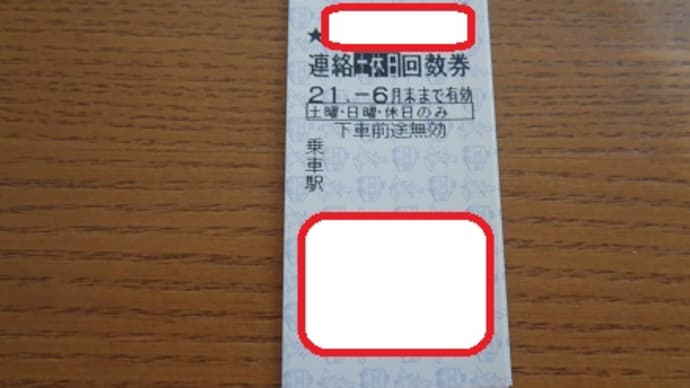 ★
連絡土休日回数券
21.-6月末まで有効
土曜・日曜・休日のみ
下車前途無効
乗車駅